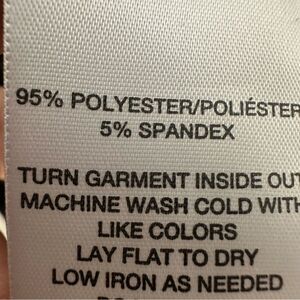 95% POLYESTER/POLIÉSTER
5% SPANDEX
TURN GARMENT INSIDE OUT
MACHINE WASH COLD WITH
LIKE COLORS
LAY FLAT TO DRY
LOW IRON AS NEEDED